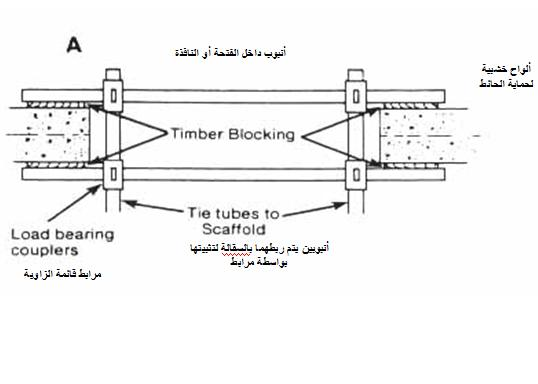 A
أنبوب داخل الفتحة أو النافذة
ألواح خشبية
لحماية الحائط
Timber Blocking
Tie tubes to
Scaffold
Load bearing
couplers
أنبوبين يتم ربطهما بالسقالة لتثبيتها
بواسطة مرابط
مرابط قائمة الزاوية